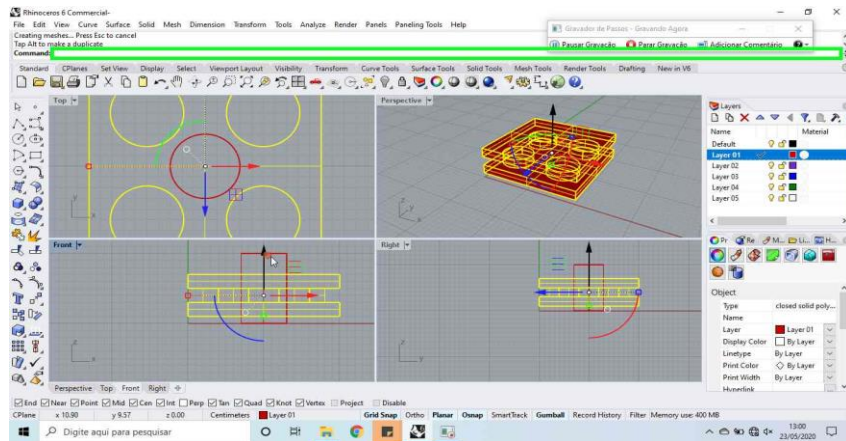 Rhinoceros 6 Commercial-
File Edit View Curve Surface Solid Mesh Dimension Transform Tools Analyze Render Panels Paneling Tools Help
Gravador de Passos - Gravando Agora
Creating meshes... Press Esc to cancel
Tap Alt to make a duplicate
Pausar Gravação Parar Gravação Adicionar Comentário
Command:
Standard CPlanes Set View Display Select Viewport Layout Visibility Transform Curve Tools Surface Tools Solid Tools Mesh Tools Render Tools Drafting New in V6
Top
Perspective
Layers
Name Material
Default
Layer 01
Layer 02
Layer 03
Layer 04
Layer 05
Front
Right
Pr Re M... Li... H...
Object
Type closed solid poly...
Name
Layer Layer 01
Display Color By Layer
Linetype By Layer
Print Color By Layer
Print Width By Layer
Hyperlink
Perspective Top Front Right
End Near Point Mid Cen Int Perp Tan Quad Knot Vertex Project Disable
CPlane x 10.90 y 9.57 z 0.00 Centimeters Layer 01 Grid Snap Ortho Planar Osnap SmartTrack Gumball Record History Filter Memory use: 400 MB
Digite aqui para pesquisar
13:00
23/05/2020